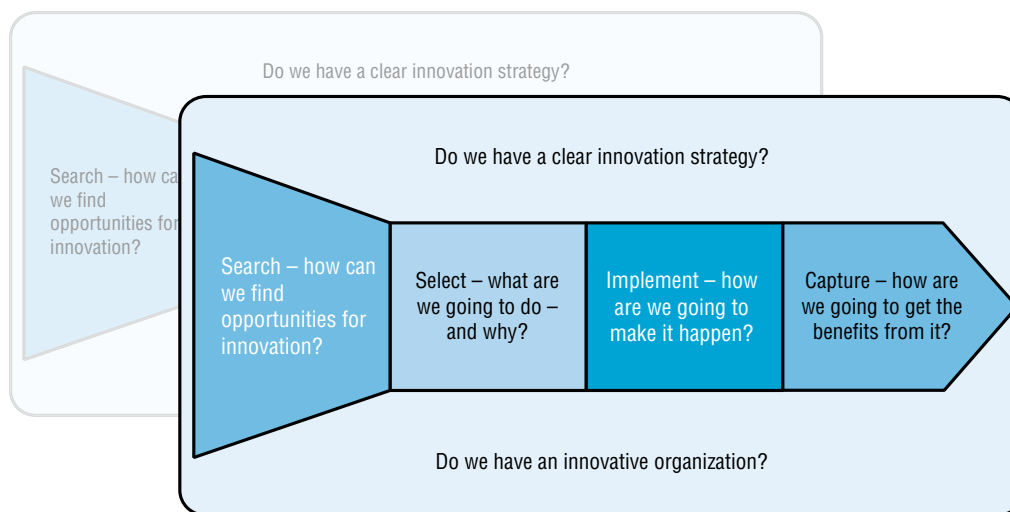 Do we have a clear innovation strategy?
Search – how ca
we find
opportunities for
innovation?
Do we have a clear innovation strategy?
Search – how can
we find
opportunities for
innovation?
Select – what are
we going to do –
and why?
Implement – how
are we going to
make it happen?
Capture – how are
we going to get the
benefits from it?
Do we have an innovative organization?